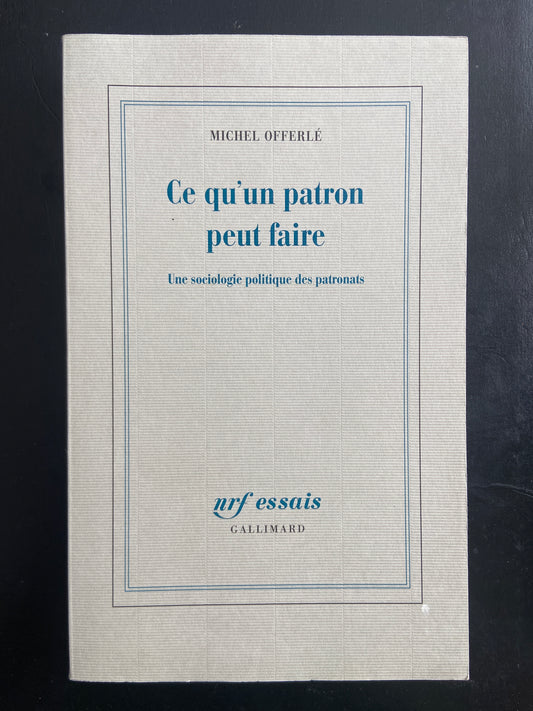 MICHEL OFFERLÉ
Ce qu'un patron
peut faire
Une sociologie politique des patronats
nrf essais
GALLIMARD